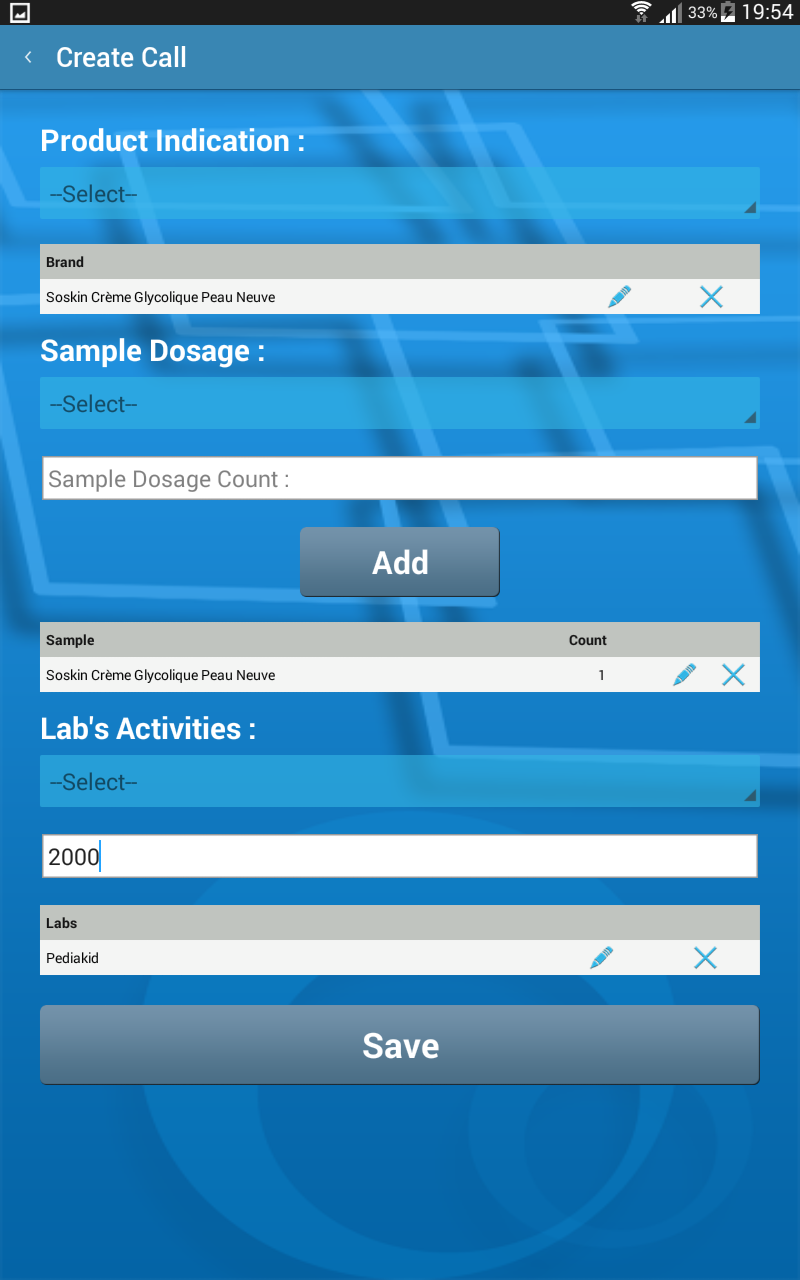 33% 19:54
Create Call
Product Indication :
--Select--
Brand
Soskin Crème Glycolique Peau Neuve
Sample Dosage :
--Select--
Sample Dosage Count :
Add
Sample Count
Soskin Crème Glycolique Peau Neuve 1
Lab's Activities :
--Select--
2000
Labs
Pediakid
Save